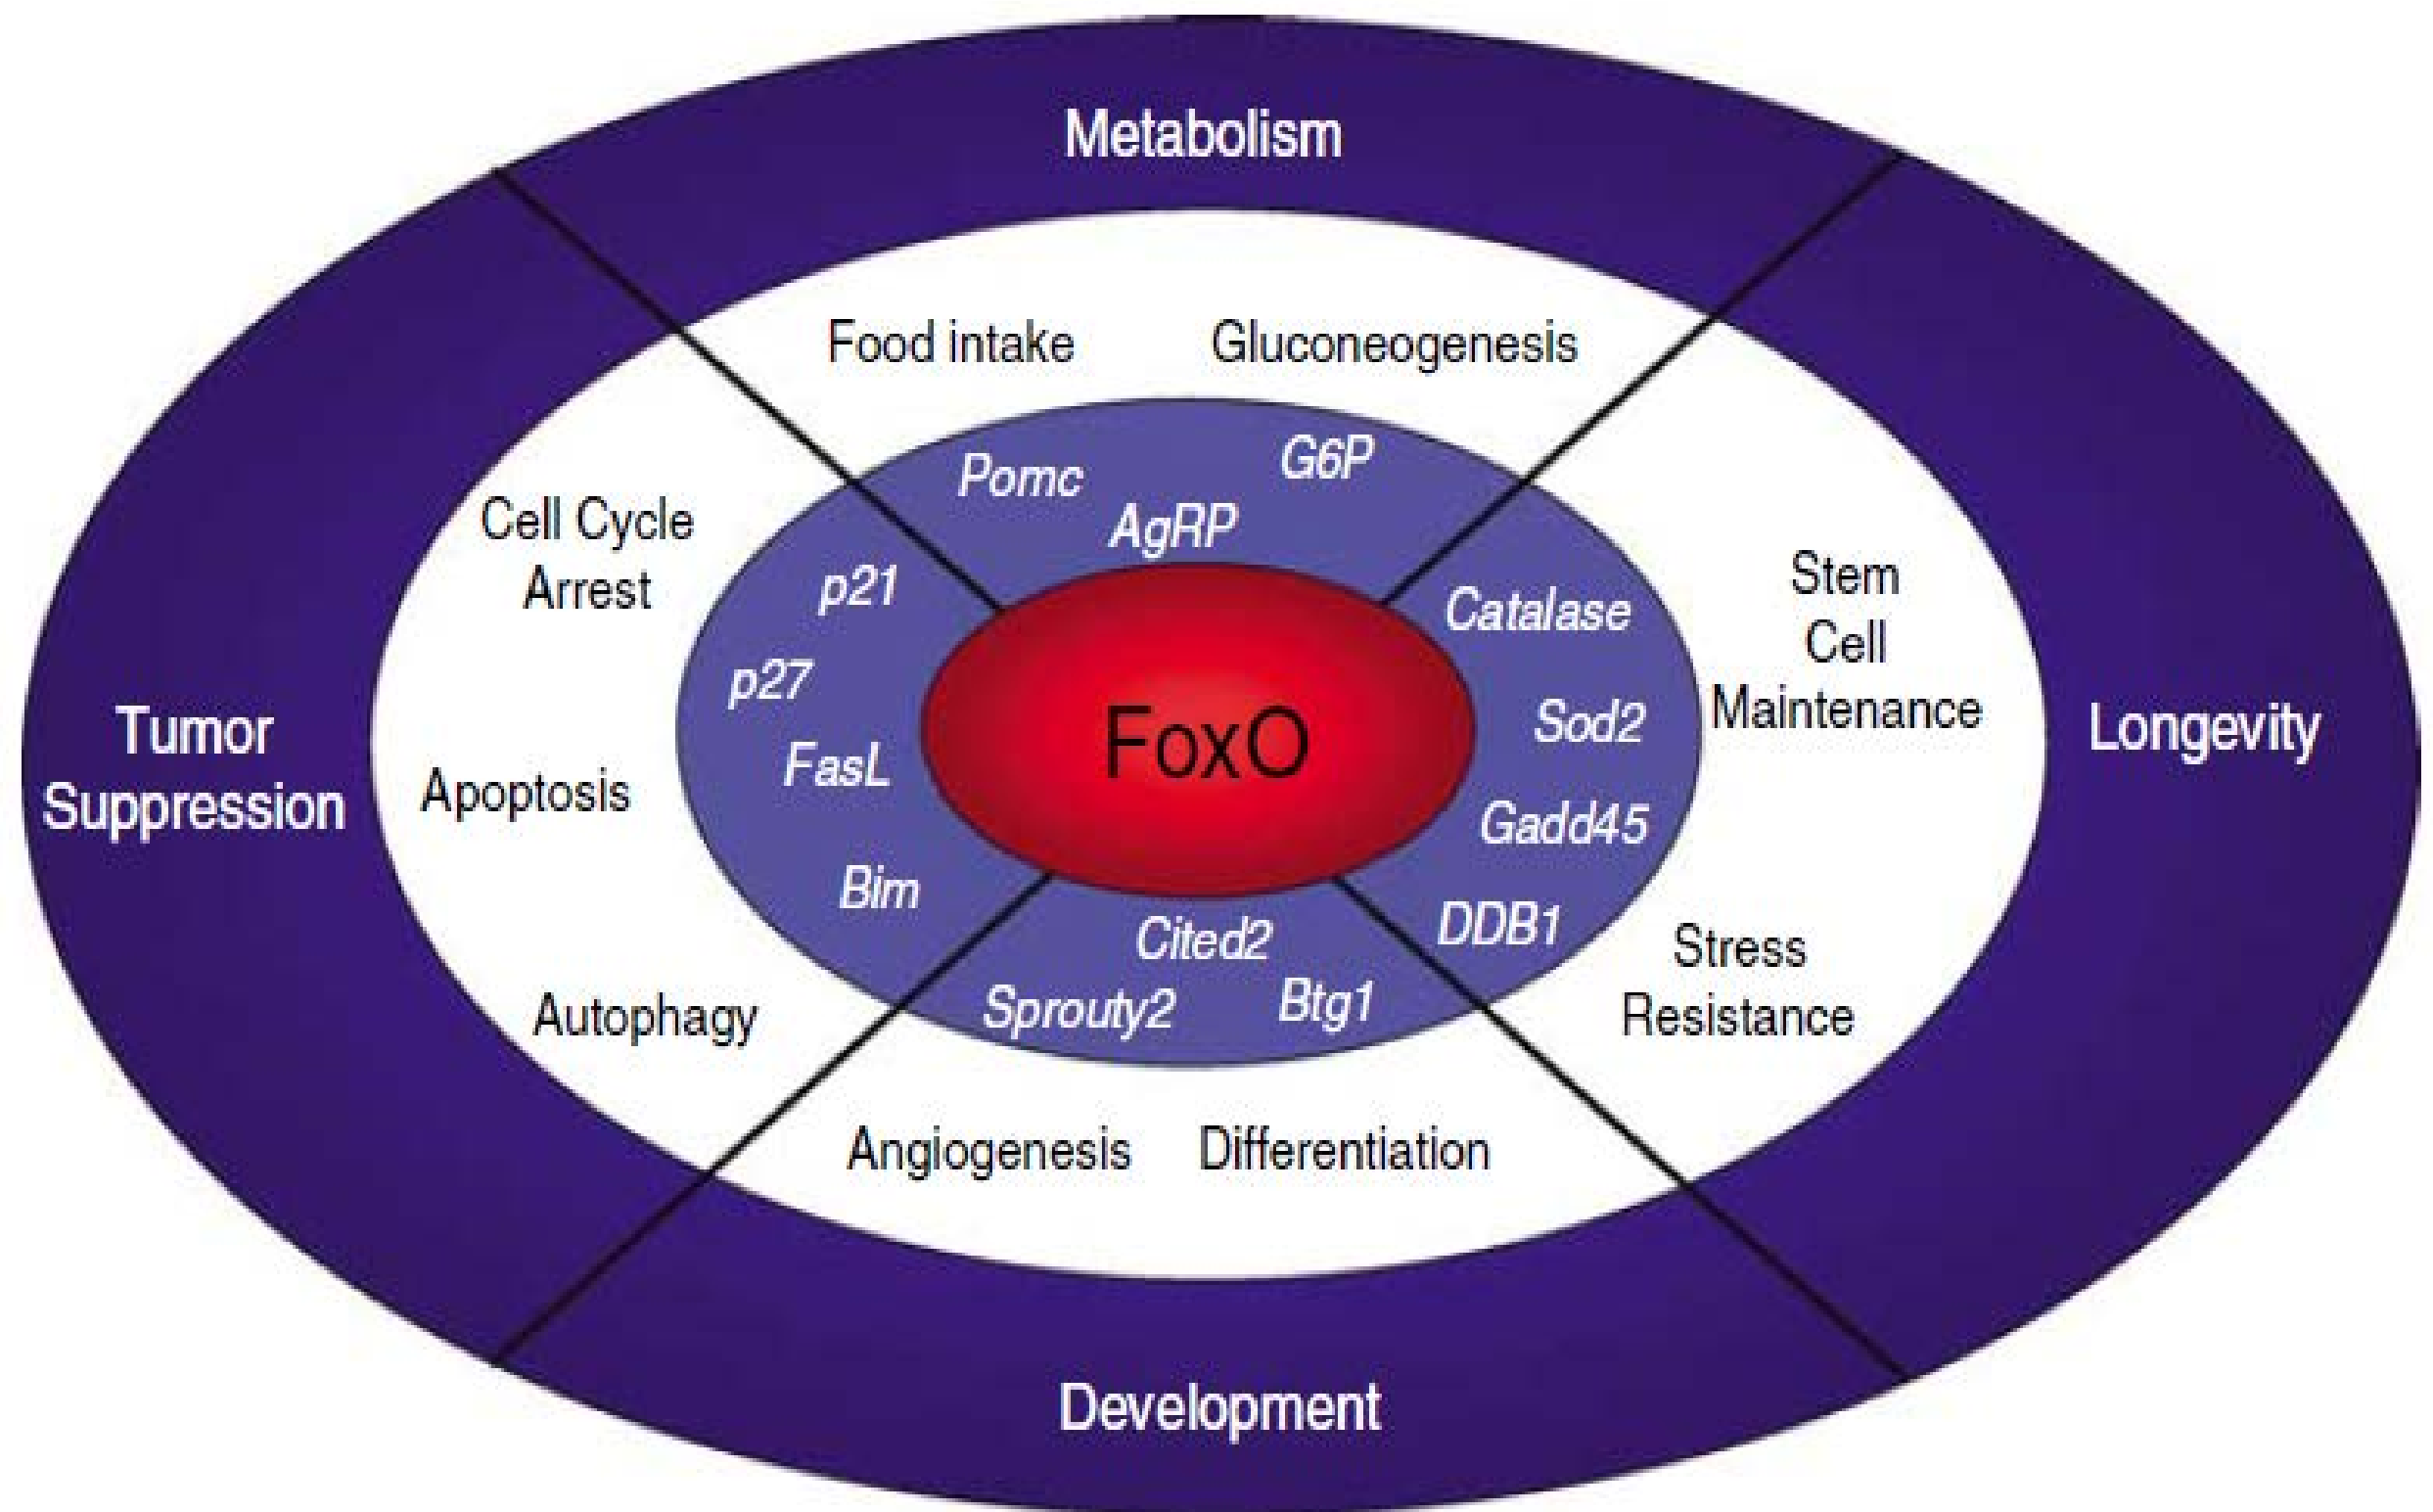 Metabolism
Food intake
Gluconeogenesis
Pomc
G6P
AgRP
Cell Cycle
Arrest
p21
p27
FasL
Bim
Tumor
Suppression
Apoptosis
Autophagy
FoxO
Catalase
Sod2
Gadd45
DDB1
Stem
Cell
Maintenance
Stress
Resistance
Longevity
Cited2
Sprouty2
Btg1
Angiogenesis
Differentiation
Development